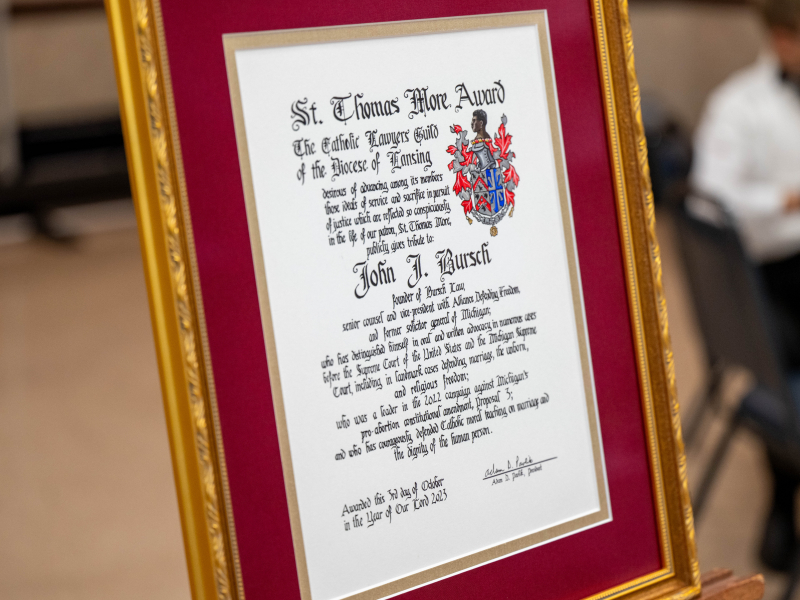 St. Thomas More Award
The Catholic Lawyers Guild
of the Diocese of Lansing
desirous of advancing among its members
those ideals of service and sacrifice in pursuit
of justice which are reflected so conspicuously
in the life of our patron, St. Thomas More,
publicly gives tribute to:
John J. Bursch
founder of Bursch Law,
senior counsel and vice-president with Alliance Defending Freedom,
and former solicitor general of Michigan;
who has distinguished himself in oral and written advocacy in numerous cases
before the Supreme Court of the United States and the Michigan Supreme
Court, including in landmark cases defending marriage, the unborn,
and religious freedom;
who was a leader in the 2022 campaign against Michigan's
pro-abortion constitutional amendment, Proposal 3;
and who has courageously defended Catholic moral teaching on marriage and
the dignity of the human person.
Adam D. Pavlik
Adam D. Pavlik, President
Awarded this 3rd day of October
in the Year of Our Lord 2023